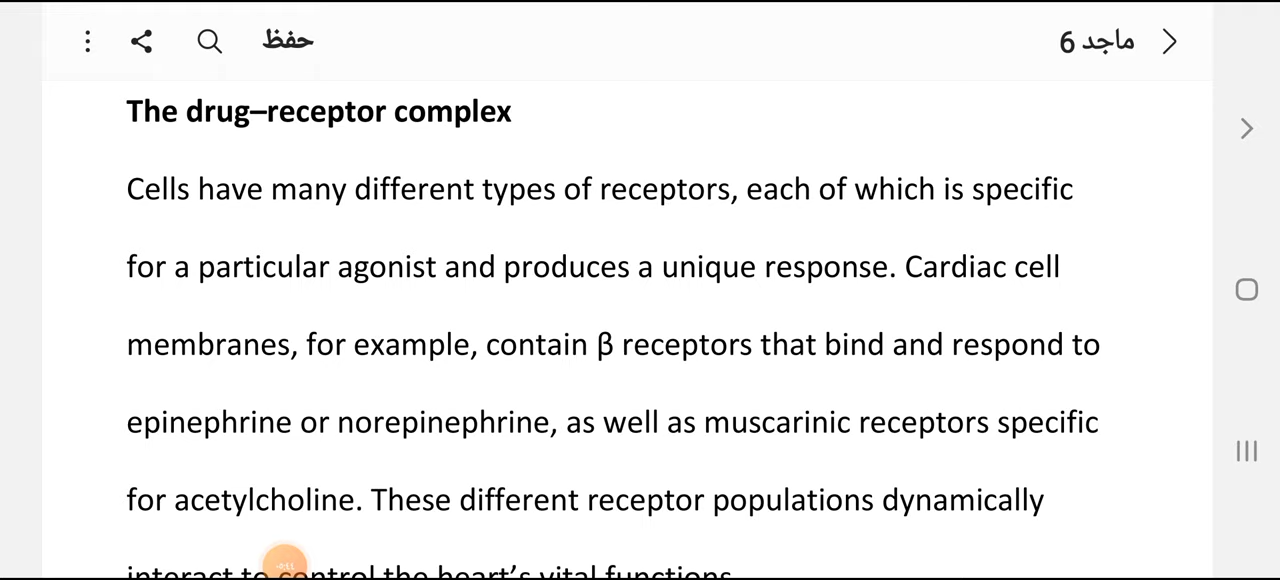 حفظ
ماجد 6
The drug–receptor complex
Cells have many different types of receptors, each of which is specific
for a particular agonist and produces a unique response. Cardiac cell
membranes, for example, contain β receptors that bind and respond to
epinephrine or norepinephrine, as well as muscarinic receptors specific
for acetylcholine. These different receptor populations dynamically
interact to control the heart’s vital functions.